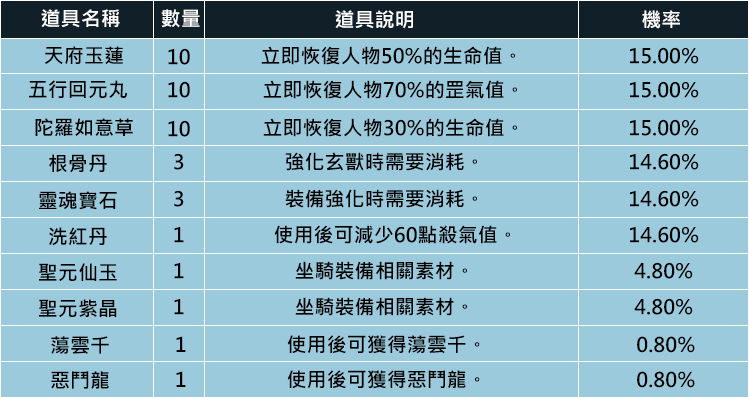 道具名稱 數量 道具說明 機率
天府玉蓮 10 立即恢復人物50%的生命值。 15.00%
五行回元丸 10 立即恢復人物70%的罡氣值。 15.00%
陀羅如意草 10 立即恢復人物30%的生命值。 15.00%
根骨丹 3 強化玄獸時需要消耗。 14.60%
靈魂寶石 3 裝備強化時需要消耗。 14.60%
洗紅丹 1 使用後可減少60點殺氣值。 14.60%
聖元仙玉 1 坐騎裝備相關素材。 4.80%
聖元紫晶 1 坐騎裝備相關素材。 4.80%
蕩雲千 1 使用後可獲得蕩雲千。 0.80%
惡鬥龍 1 使用後可獲得惡鬥龍。 0.80%